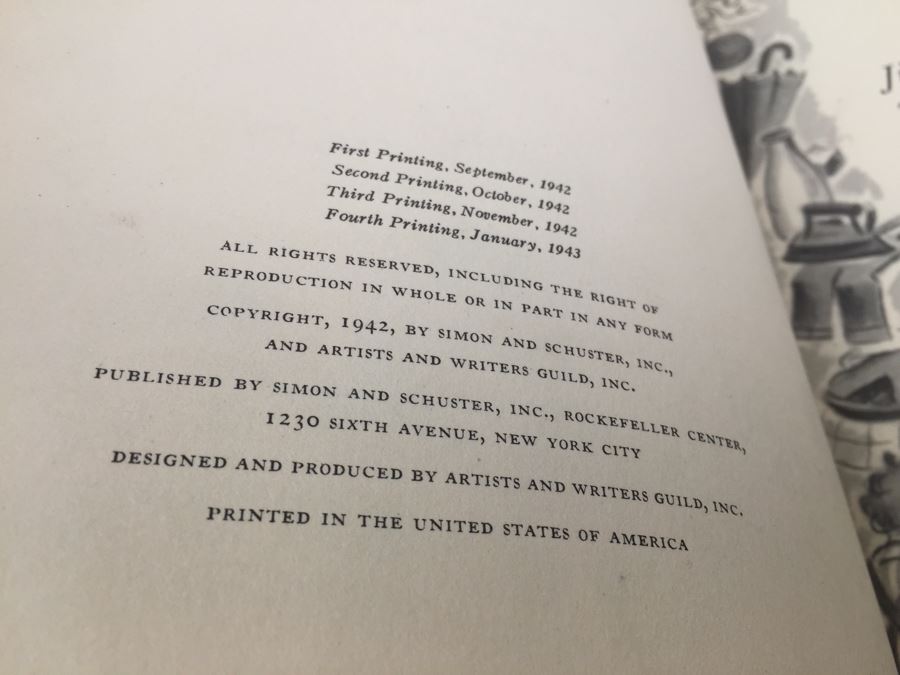 First Printing, September, 1942
Second Printing, October, 1942
Third Printing, November, 1942
Fourth Printing, January, 1943
ALL RIGHTS RESERVED, INCLUDING THE RIGHT OF
REPRODUCTION IN WHOLE OR IN PART IN ANY FORM
COPYRIGHT, 1942, BY SIMON AND SCHUSTER, INC.,
AND ARTISTS AND WRITERS GUILD, INC.
PUBLISHED BY SIMON AND SCHUSTER, INC., ROCKEFELLER CENTER,
1230 SIXTH AVENUE, NEW YORK CITY
DESIGNED AND PRODUCED BY ARTISTS AND WRITERS GUILD, INC.
PRINTED IN THE UNITED STATES OF AMERICA